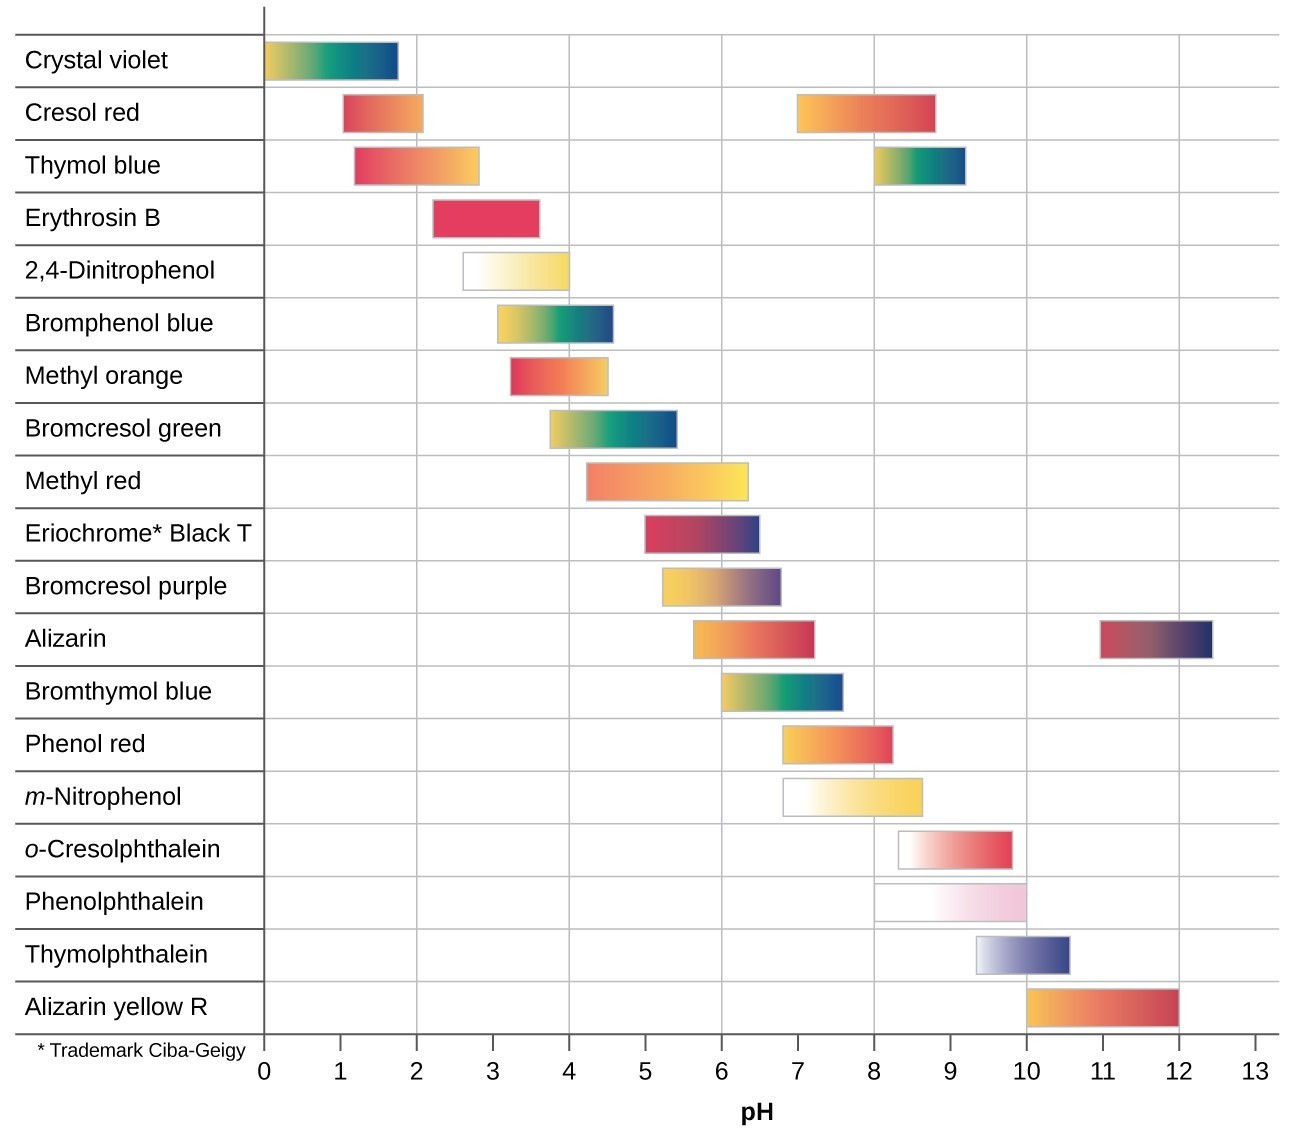 Crystal violet
Cresol red
Thymol blue
Erythrosin B
2,4-Dinitrophenol
Bromphenol blue
Methyl orange
Bromcresol green
Methyl red
Eriochrome* Black T
Bromcresol purple
Alizarin
Bromthymol blue
Phenol red
m-Nitrophenol
o-Cresolphthalein
Phenolphthalein
Thymolphthalein
Alizarin yellow R
* Trademark Ciba-Geigy
0 1 2 3 4 5 6 7 8 9 10 11 12 13
pH